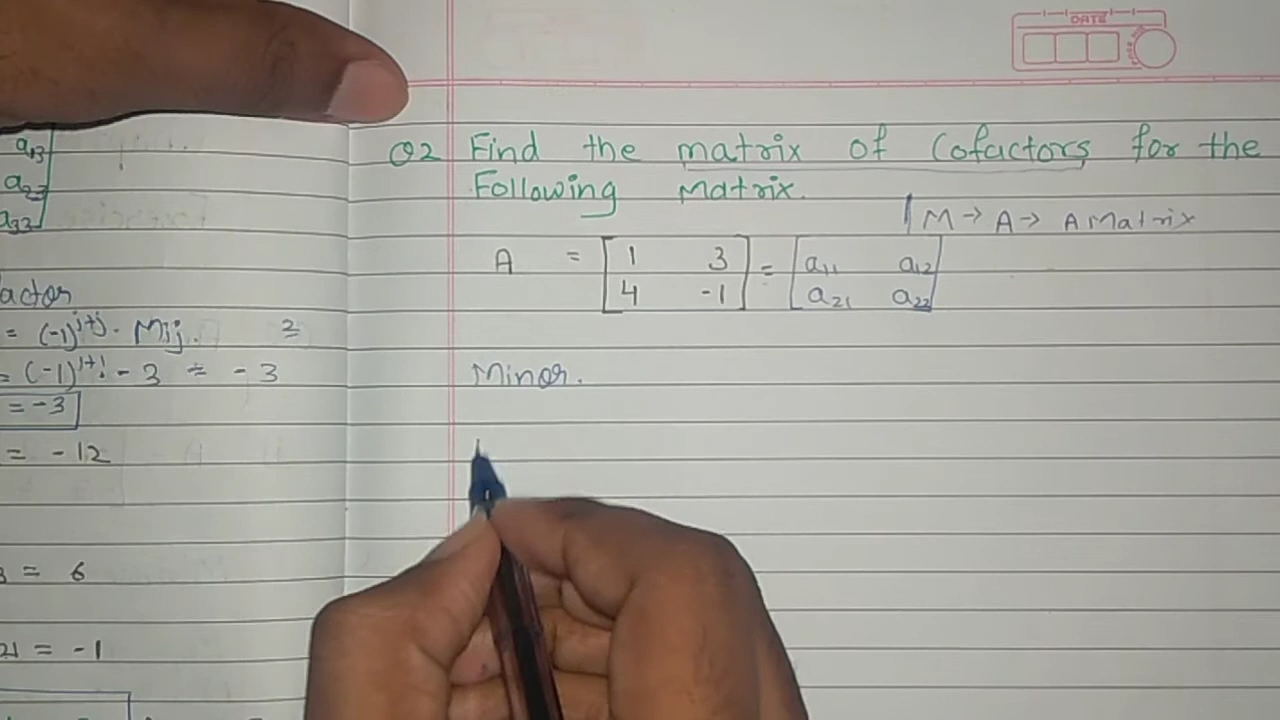 DATE
a13
a23
a33
actor
= (-1)^i+j . Mij. =
= (-1)^1+1 . - 3 = - 3
= -3
= - 12
3 = 6
21 = -1
Q2 Find the matrix of Cofactors for the
Following Matrix.
M → A → A Matrix
A = [1 3 4 -1] = [a11 a12 a21 a22]
Minor.